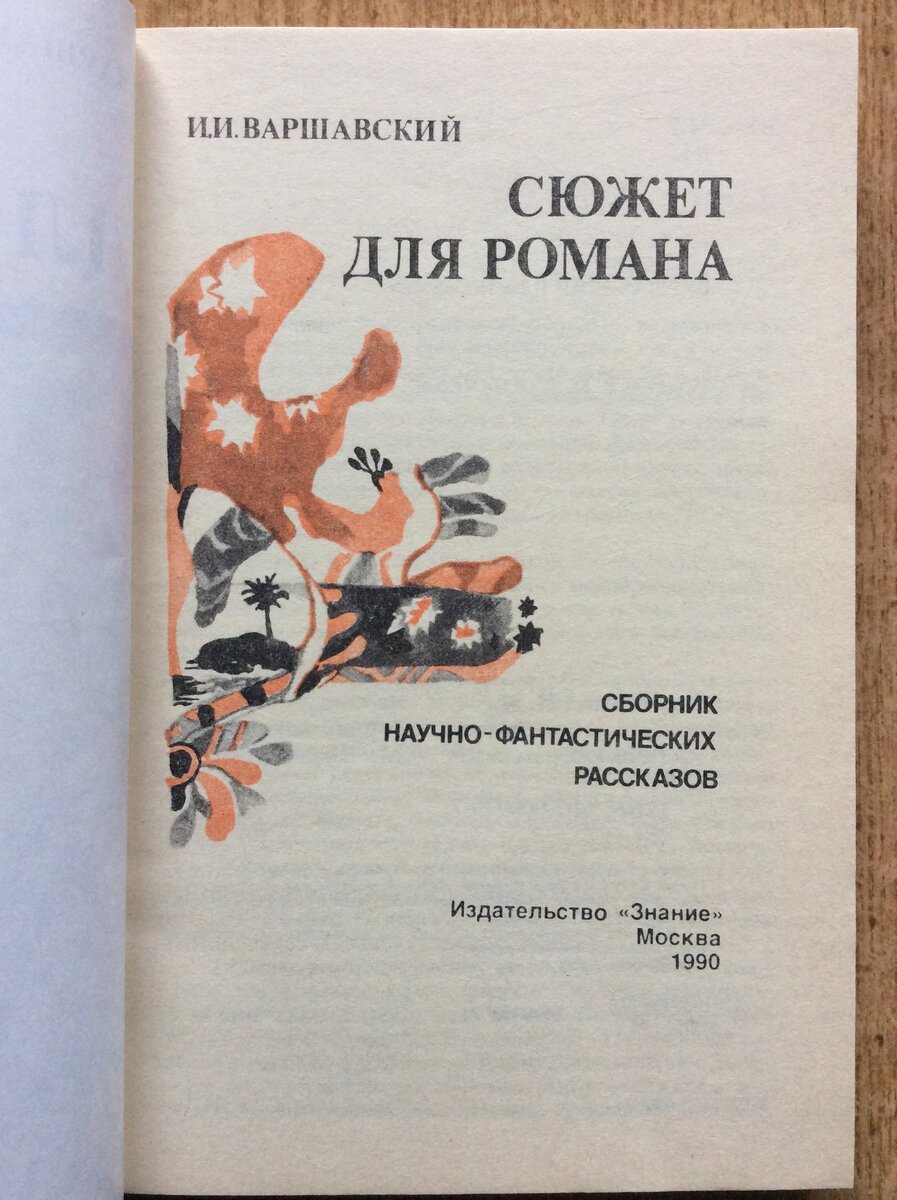 И.И.ВАРШАВСКИЙ
СЮЖЕТ
ДЛЯ РОМАНА
СБОРНИК
НАУЧНО-ФАНТАСТИЧЕСКИХ
РАССКАЗОВ
Издательство «Знание»
Москва
1990